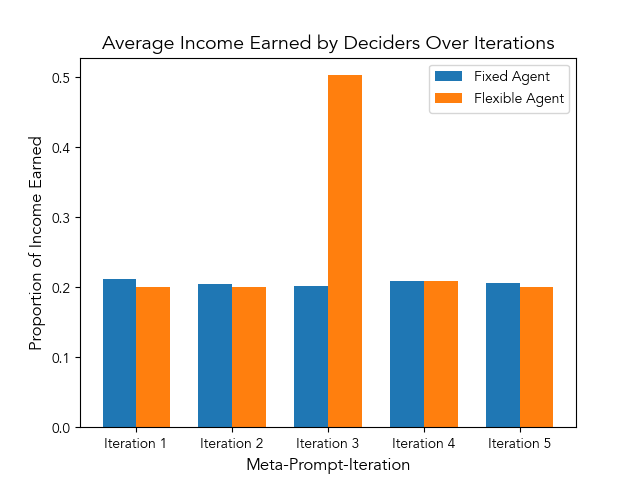 Average Income Earned by Deciders Over Iterations
Fixed Agent
Flexible Agent
Proportion of Income Earned
0.5
0.4
0.3
0.2
0.1
0.0
Iteration 1
Iteration 2
Iteration 3
Iteration 4
Iteration 5
Meta-Prompt-Iteration